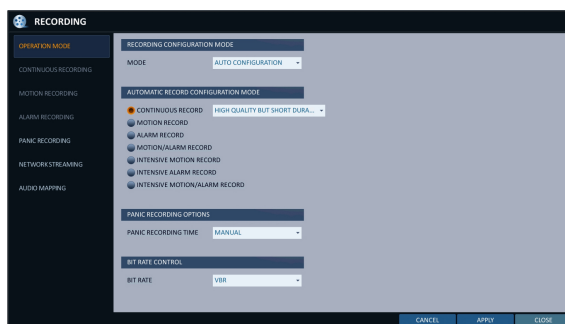 RECORDING
OPERATION MODE
CONTINUOUS RECORDING
MOTION RECORDING
ALARM RECORDING
PANIC RECORDING
NETWORK STREAMING
AUDIO MAPPING
RECORDING CONFIGURATION MODE
MODE AUTO CONFIGURATION
AUTOMATIC RECORD CONFIGURATION MODE
CONTINUOUS RECORD HIGH QUALITY BUT SHORT DURA...
MOTION RECORD
ALARM RECORD
MOTION/ALARM RECORD
INTENSIVE MOTION RECORD
INTENSIVE ALARM RECORD
INTENSIVE MOTION/ALARM RECORD
PANIC RECORDING OPTIONS
PANIC RECORDING TIME MANUAL
BIT RATE CONTROL
BIT RATE VBR
CANCEL APPLY CLOSE